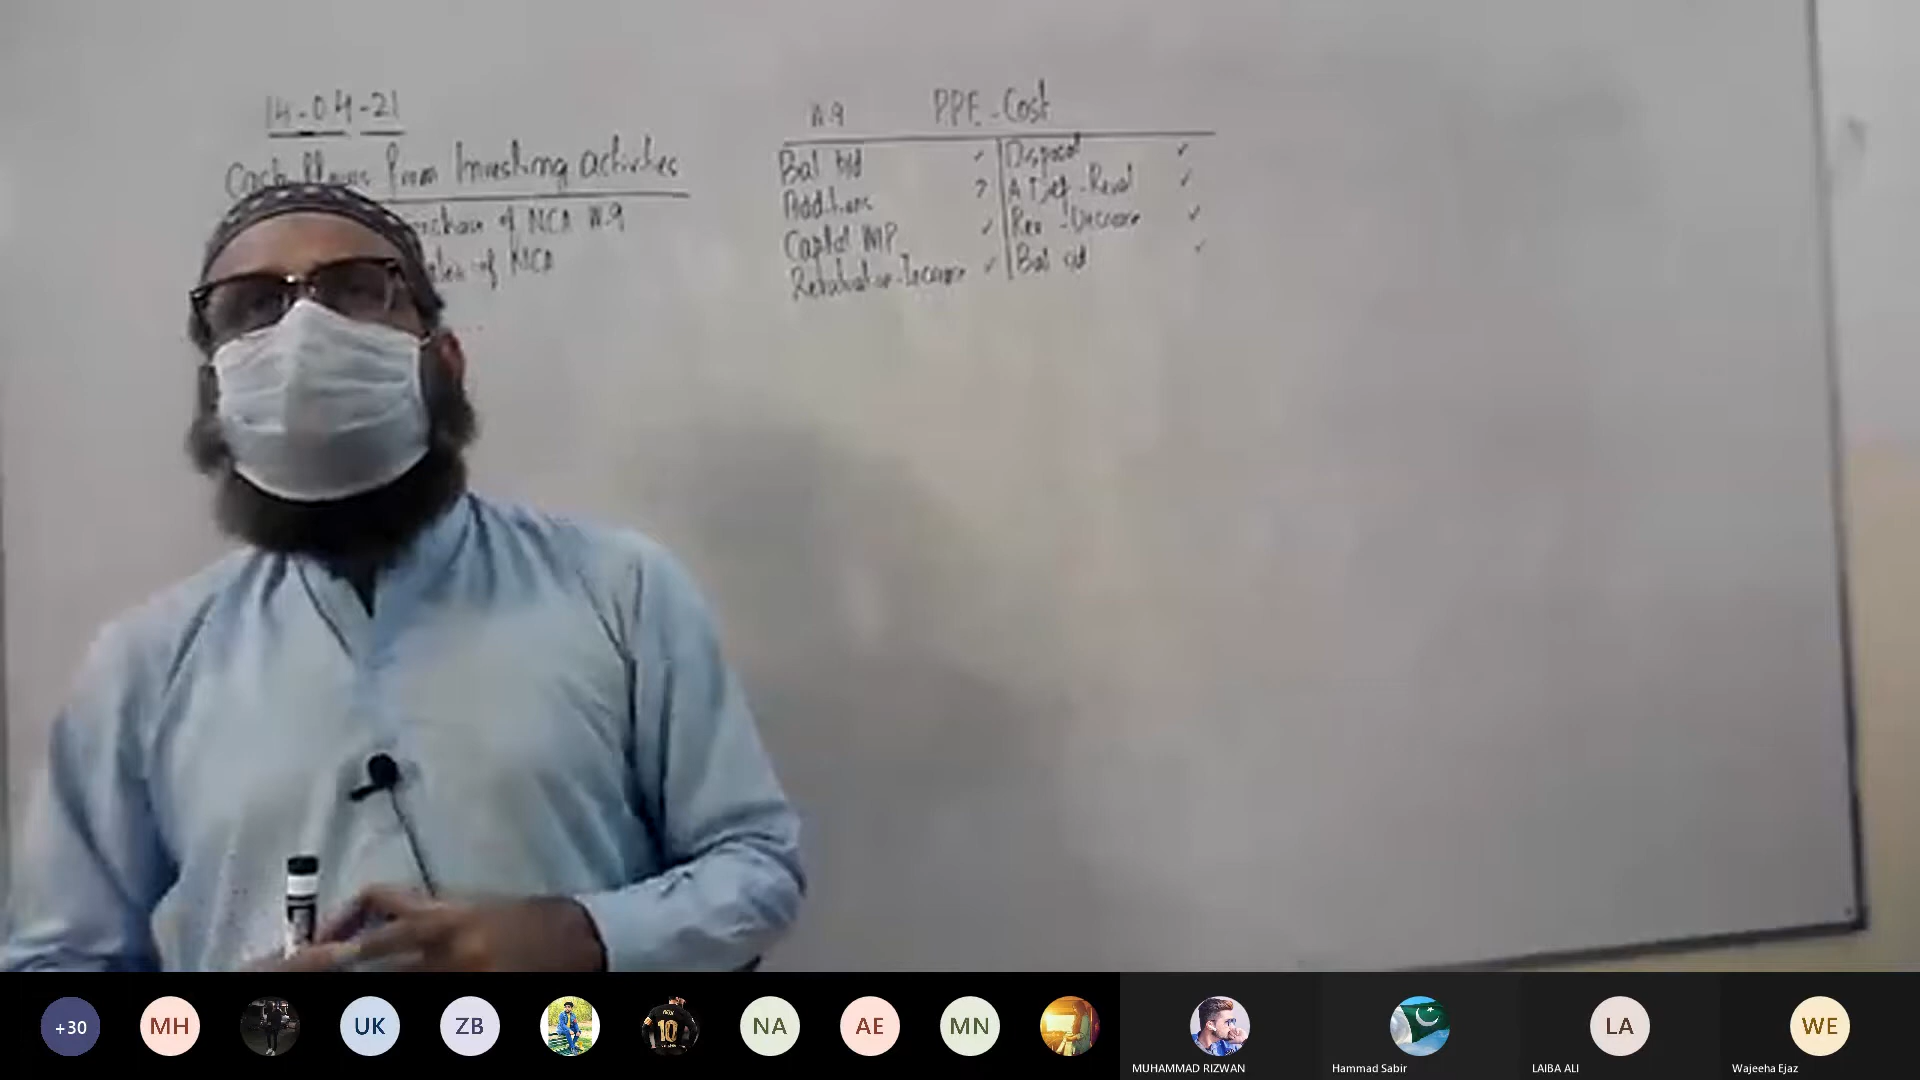 14-04-21
Cash flows from Investing activities
of NCA W.9
of NCA
W.9 PPE-Cost
Bal b/d
Additions ?
Capital WIP
Revaluation-Increase
Disposal
Rev -Decrease
Bal c/d
+30
MH
UK
ZB
10
NA
AE
MN
LA
WE
MUHAMMAD RIZWAN
Hammad Sabir
LAIBA ALI
Wajeeha Ejaz